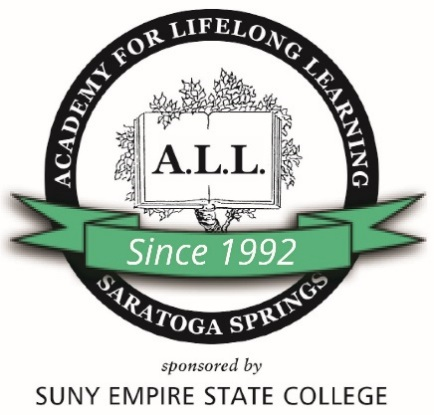 ACADEMY FOR LIFELONG LEARNING
A.L.L.
Since 1992
SARATOGA SPRINGS
sponsored by
SUNY EMPIRE STATE COLLEGE